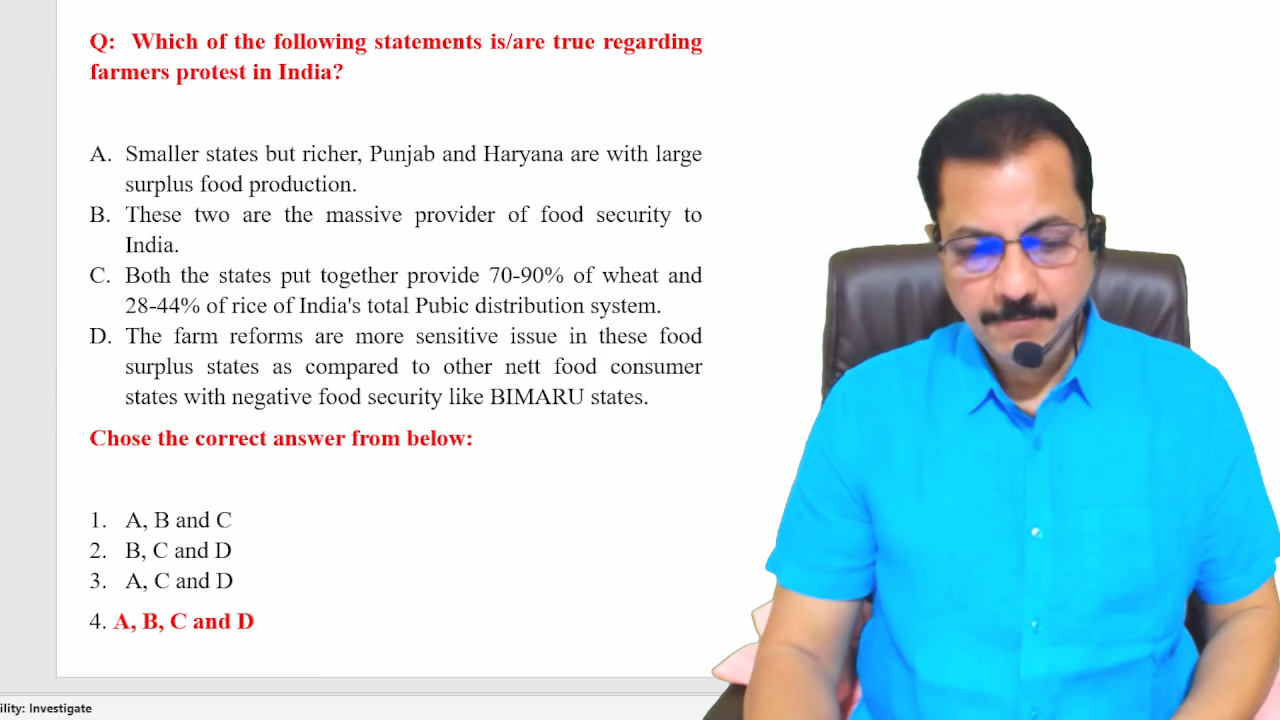 Q: Which of the following statements is/are true regarding
farmers protest in India?
A. Smaller states but richer, Punjab and Haryana are with large
surplus food production.
B. These two are the massive provider of food security to
India.
C. Both the states put together provide 70-90% of wheat and
28-44% of rice of India's total Pubic distribution system.
D. The farm reforms are more sensitive issue in these food
surplus states as compared to other nett food consumer
states with negative food security like BIMARU states.
Chose the correct answer from below:
1. A, B and C
2. B, C and D
3. A, C and D
4. A, B, C and D
ility: Investigate